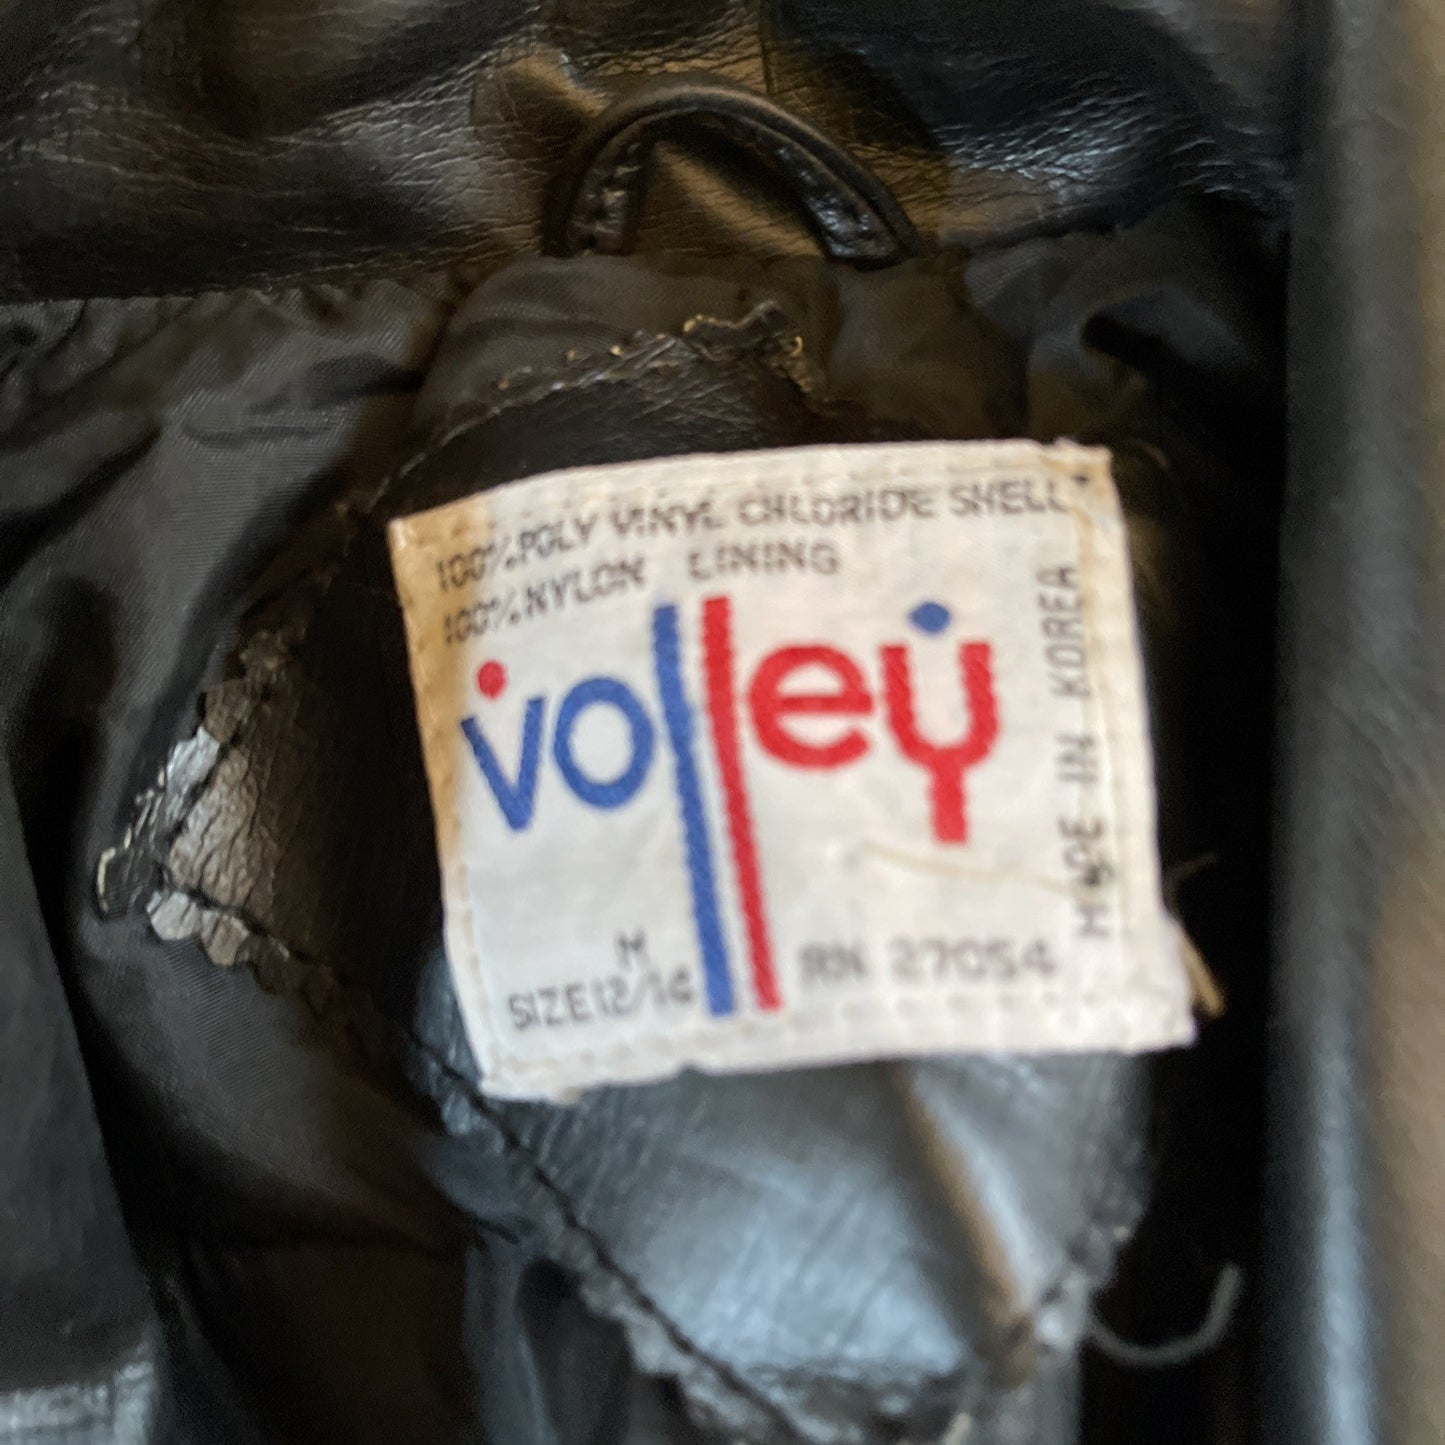 100% POLY VINYL CHLORIDE SHELL
100% NYLON LINING
volley
MADE IN KOREA
M
SIZE 12/14
RN 27054